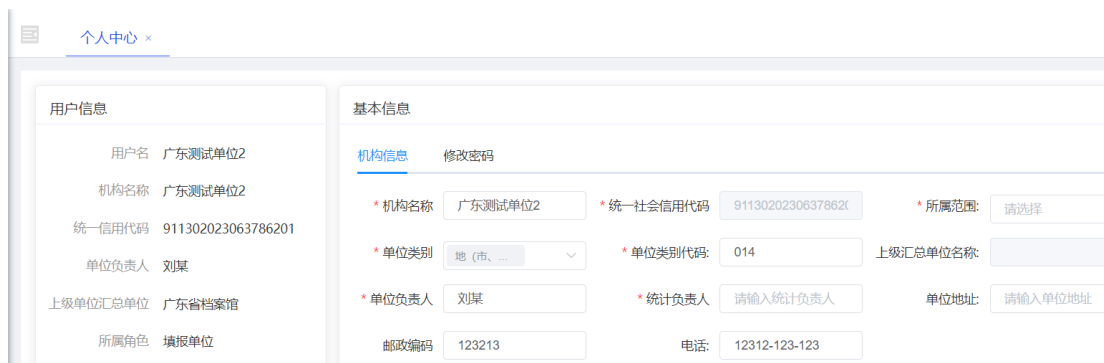 个人中心 ×
用户信息
用户名 广东测试单位2
机构名称 广东测试单位2
统一信用代码 911302023063786201
单位负责人 刘某
上级单位汇总单位 广东省档案馆
所属角色 填报单位
基本信息
机构信息 修改密码
* 机构名称 广东测试单位2 * 统一社会信用代码 91130202306378620 * 所属范围: 请选择
* 单位类别 地（市、... * 单位类别代码: 014 上级汇总单位名称:
* 单位负责人 刘某 * 统计负责人 请输入统计负责人 单位地址: 请输入单位地址
邮政编码 123213 电话: 12312-123-123